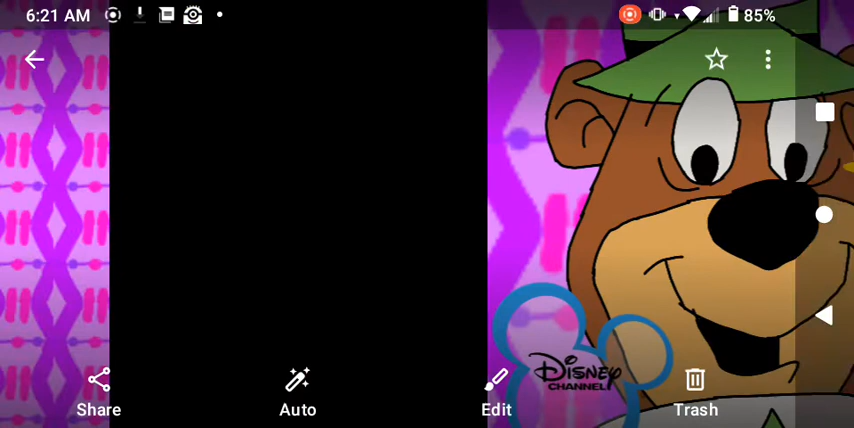 6:21 AM
85%
Disney
CHANNEL
Share
Auto
Edit
Trash